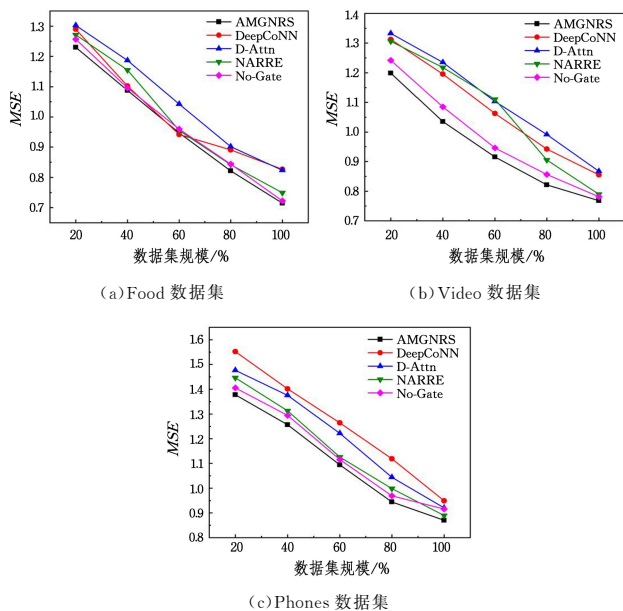 AMGNRS
DeepCoNN
D-Attn
NARRE
No-Gate
MSE
1.3
1.2
1.1
1.0
0.9
0.8
0.7
20 40 60 80 100
数据集规模/%
(a)Food 数据集
AMGNRS
DeepCoNN
D-Attn
NARRE
No-Gate
MSE
1.4
1.3
1.2
1.1
1.0
0.9
0.8
0.7
20 40 60 80 100
数据集规模/%
(b)Video 数据集
AMGNRS
DeepCoNN
D-Attn
NARRE
No-Gate
MSE
1.6
1.5
1.4
1.3
1.2
1.1
1.0
0.9
0.8
20 40 60 80 100
数据集规模/%
(c)Phones 数据集